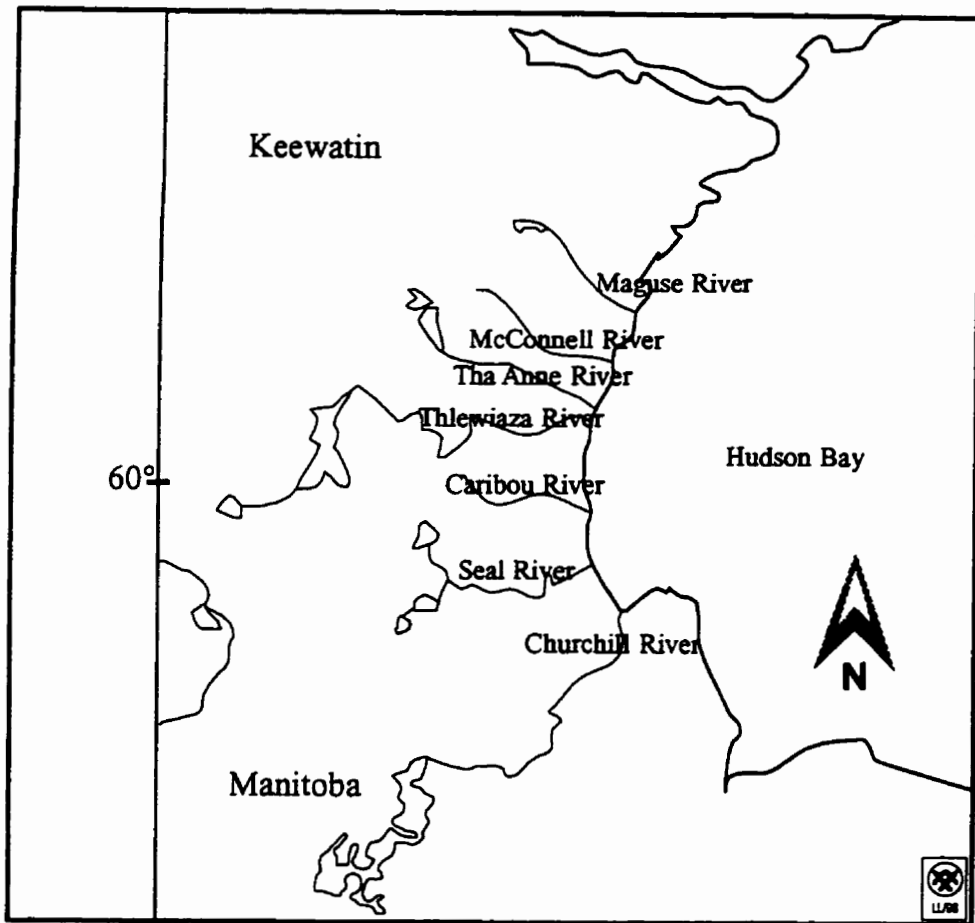 Keewatin
Maguse River
McConnell River
Tha Anne River
Thlewiaza River
Hudson Bay
60°
Caribou River
Seal River
Churchill River
N
Manitoba